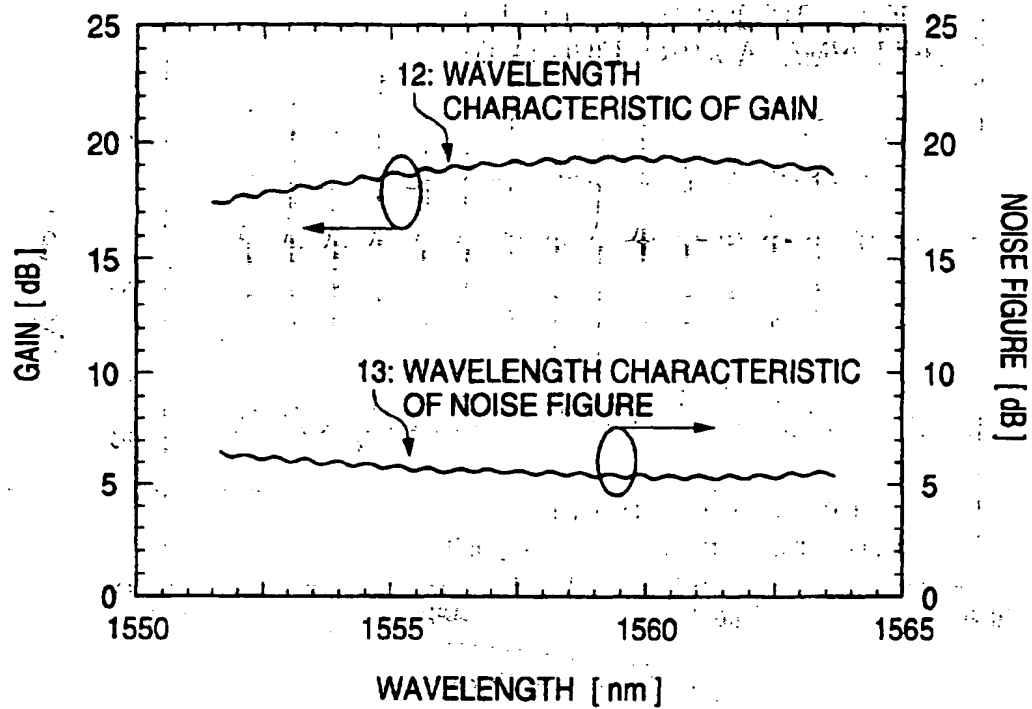 25
20
15
10
5
0
GAIN [dB]
12: WAVELENGTH
CHARACTERISTIC OF GAIN
13: WAVELENGTH CHARACTERISTIC
OF NOISE FIGURE
25
20
15
10
5
0
NOISE FIGURE [dB]
1550
1555
1560
1565
WAVELENGTH [nm]